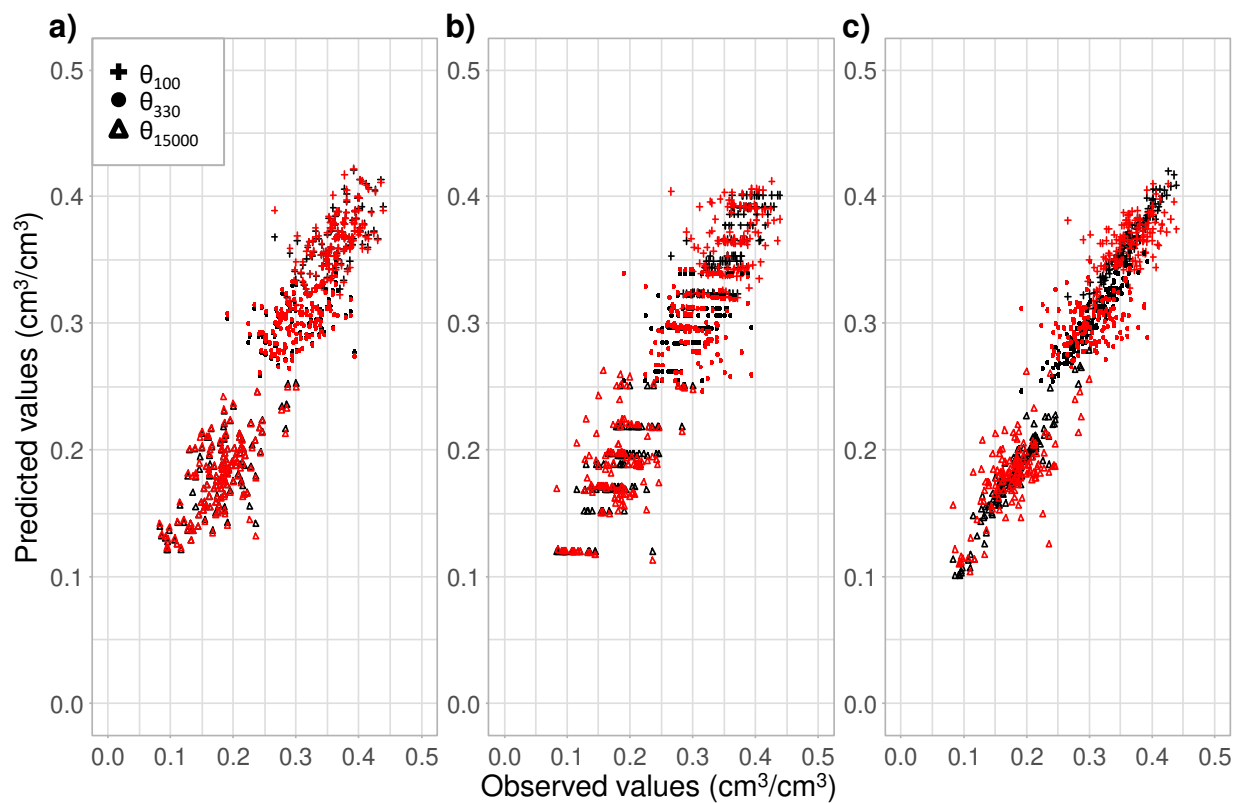 a) b) c)
+ θ100
● θ330
△ θ15000
0.5 0.5 0.5
0.4 0.4 0.4
0.3 0.3 0.3
0.2 0.2 0.2
0.1 0.1 0.1
0.0 0.0 0.0
Predicted values (cm³/cm³)
0.0 0.1 0.2 0.3 0.4 0.5 0.0 0.1 0.2 0.3 0.4 0.5 0.0 0.1 0.2 0.3 0.4 0.5
Observed values (cm³/cm³)